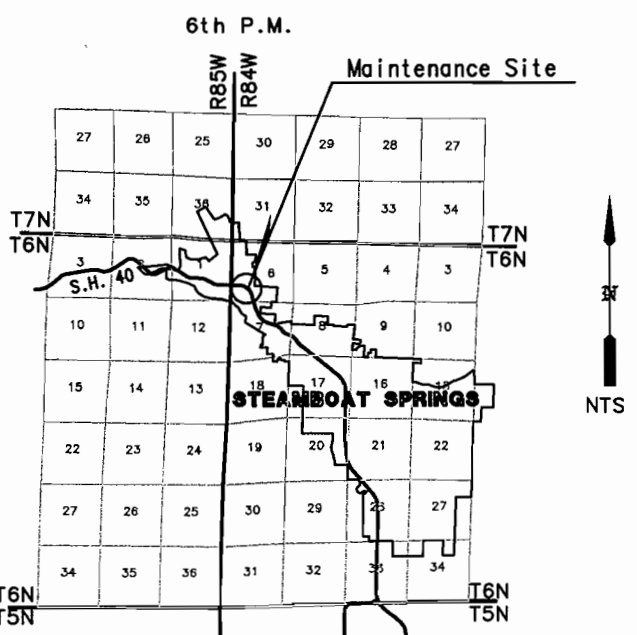 6th P.M.
R85W R84W
Maintenance Site
27 26 25 30 29 28 27
34 35 36 31 32 33 34
T7N T7N
T6N T6N
3 6 5 4 3
S.H. 40
N
10 11 12 7 8 9 10
NTS
15 14 13 18 17 16 15
STEAMBOAT SPRINGS
22 23 24 19 20 21 22
27 26 25 30 29 28 27
34 35 36 31 32 33 34
T6N T6N
T5N T5N